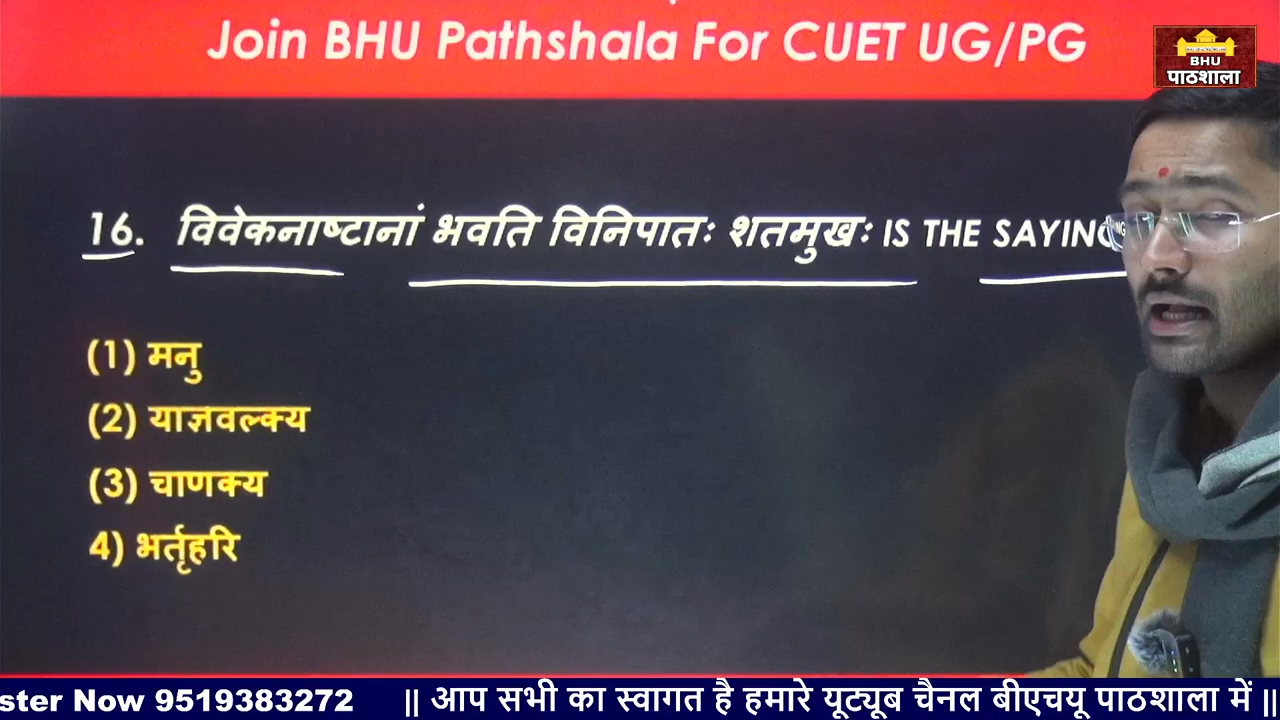 Join BHU Pathshala For CUET UG/PG
BHU
पाठशाला
16. विवेकनाष्टानां भवति विनिपातः शतमुखः IS THE SAYING
(1) मनु
(2) याज्ञवल्क्य
(3) चाणक्य
4) भर्तृहरि
ster Now 9519383272 || आप सभी का स्वागत है हमारे यूट्यूब चैनल बीएचयू पाठशाला में ||